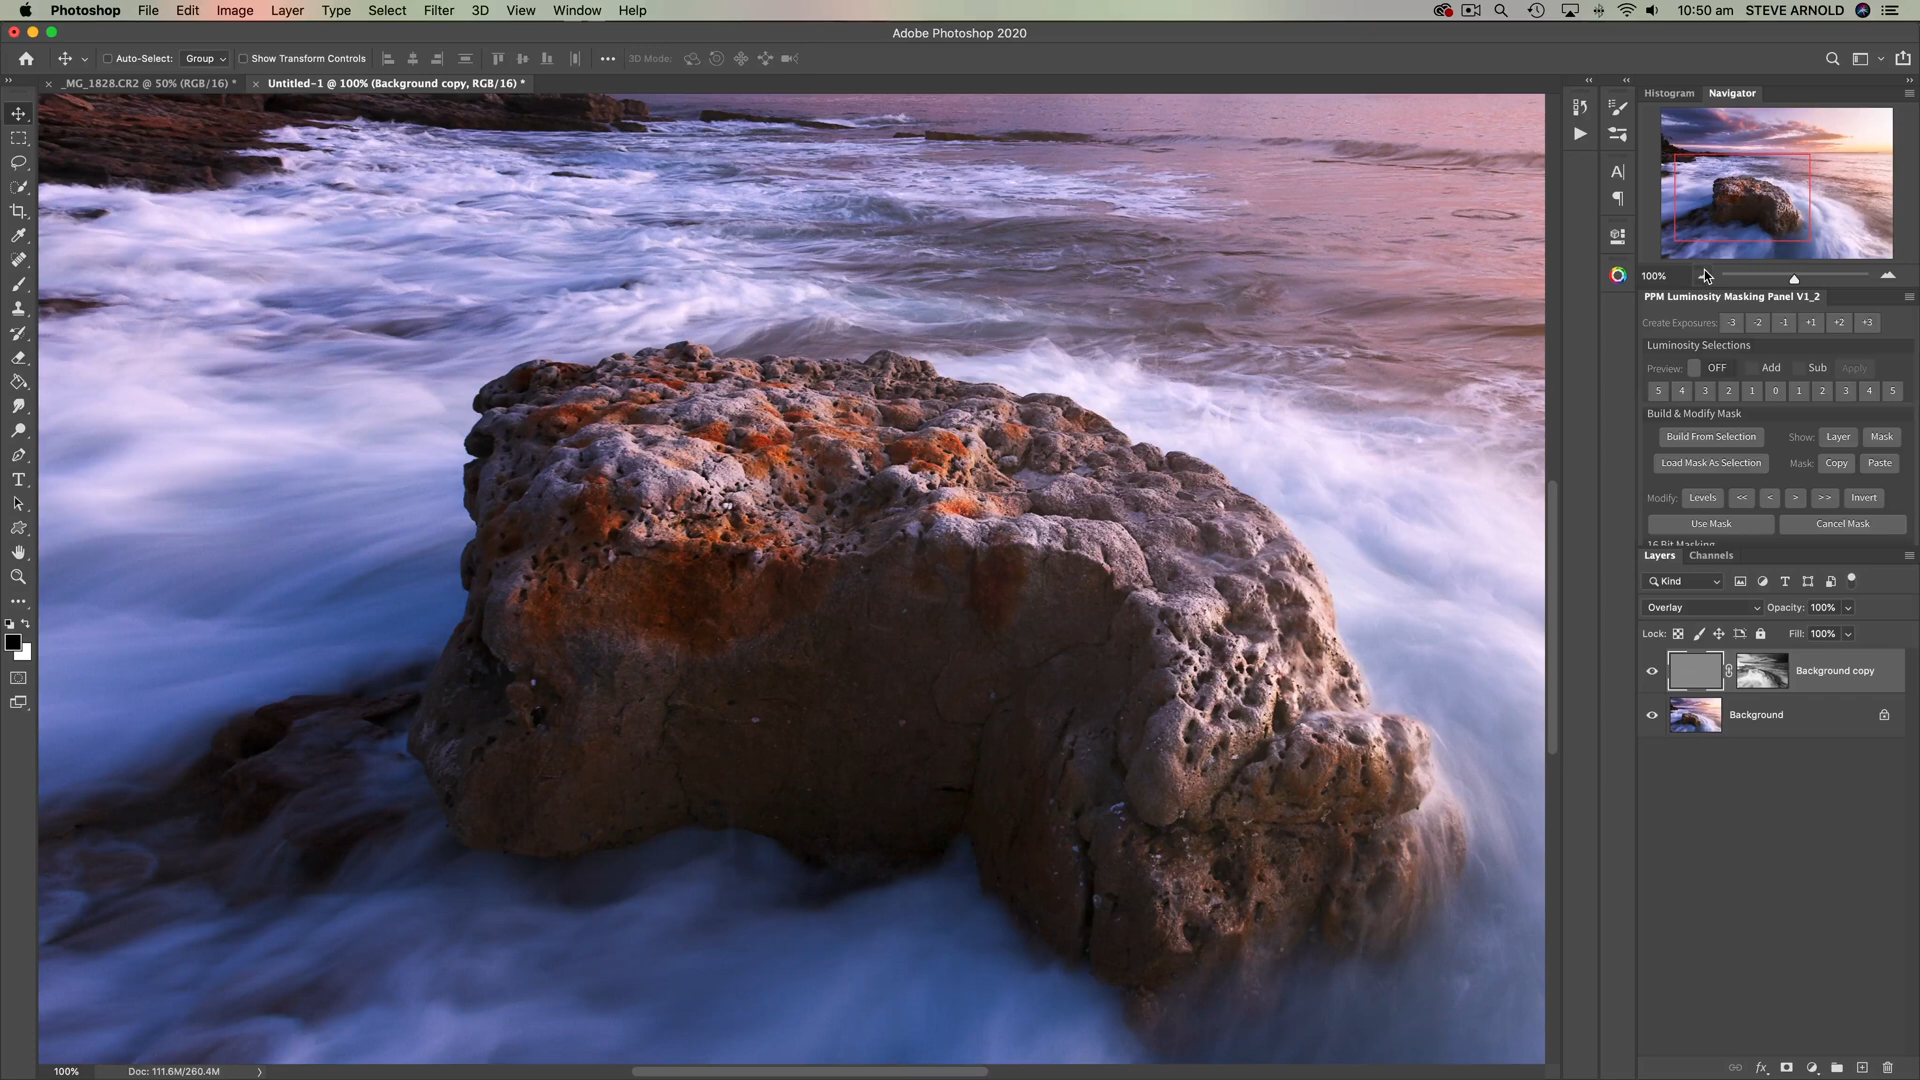 Photoshop File Edit Image Layer Type Select Filter 3D View Window Help 10:50 am STEVE ARNOLD
Adobe Photoshop 2020
Auto-Select: Group Show Transform Controls 3D Mode:
_MG_1828.CR2 @ 50% (RGB/16) * Untitled-1 @ 100% (Background copy, RGB/16) *
Histogram Navigator
100%
PPM Luminosity Masking Panel V1_2
Create Exposures: -3 -2 -1 +1 +2 +3
Luminosity Selections
Preview: OFF Add Sub Apply
5 4 3 2 1 0 1 2 3 4 5
Build & Modify Mask
Build From Selection Show: Layer Mask
Load Mask As Selection Mask: Copy Paste
Modify: Levels << < > >> Invert
Use Mask Cancel Mask
16 Bit Masking
Layers Channels
Kind
Overlay Opacity: 100%
Lock: Fill: 100%
Background copy
Background
100% Doc: 111.6M/260.4M